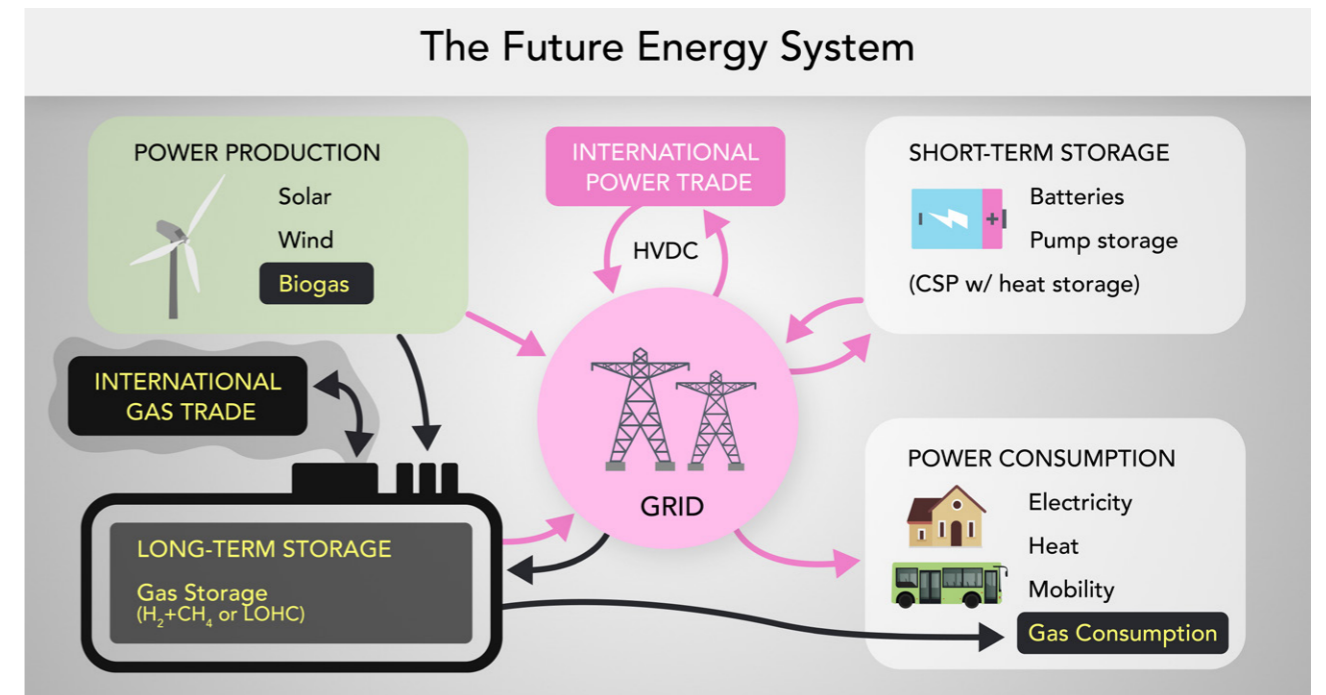 The Future Energy System
POWER PRODUCTION
Solar
Wind
Biogas
INTERNATIONAL
POWER TRADE
HVDC
SHORT-TERM STORAGE
Batteries
Pump storage
(CSP w/ heat storage)
INTERNATIONAL
GAS TRADE
GRID
LONG-TERM STORAGE
Gas Storage
(H₂+CH₄ or LOHC)
POWER CONSUMPTION
Electricity
Heat
Mobility
Gas Consumption